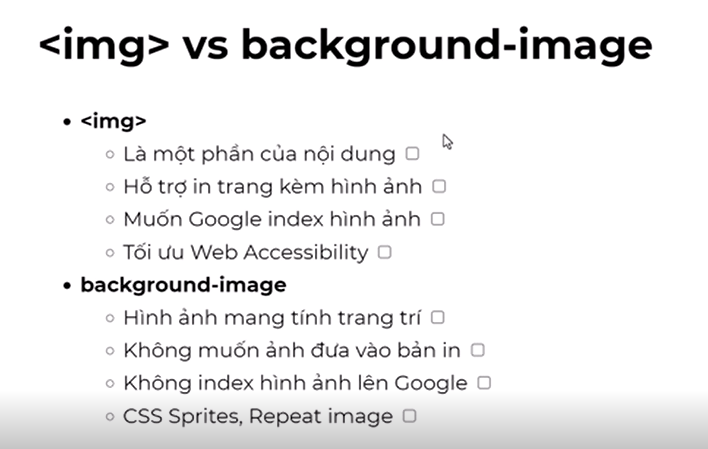 <img> vs background-image
<img>
Là một phần của nội dung
Hỗ trợ in trang kèm hình ảnh
Muốn Google index hình ảnh
Tối ưu Web Accessibility
background-image
Hình ảnh mang tính trang trí
Không muốn ảnh đưa vào bản in
Không index hình ảnh lên Google
CSS Sprites, Repeat image